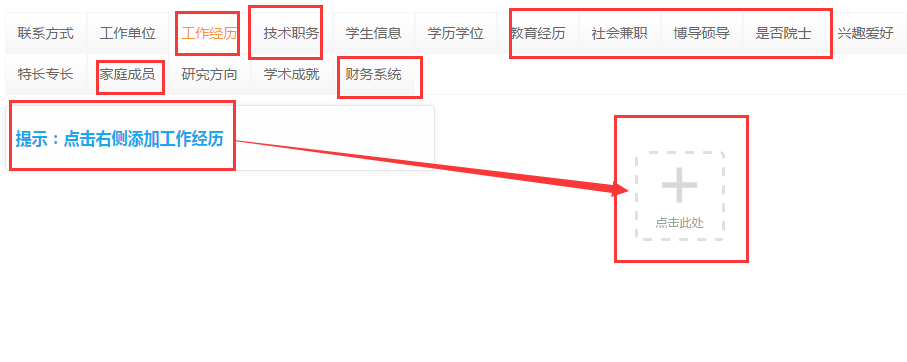 联系方式 工作单位 工作经历 技术职务 学生信息 学历学位 教育经历 社会兼职 博导硕导 是否院士 兴趣爱好
特长专长 家庭成员 研究方向 学术成就 财务系统
提示：点击右侧添加工作经历
点击此处